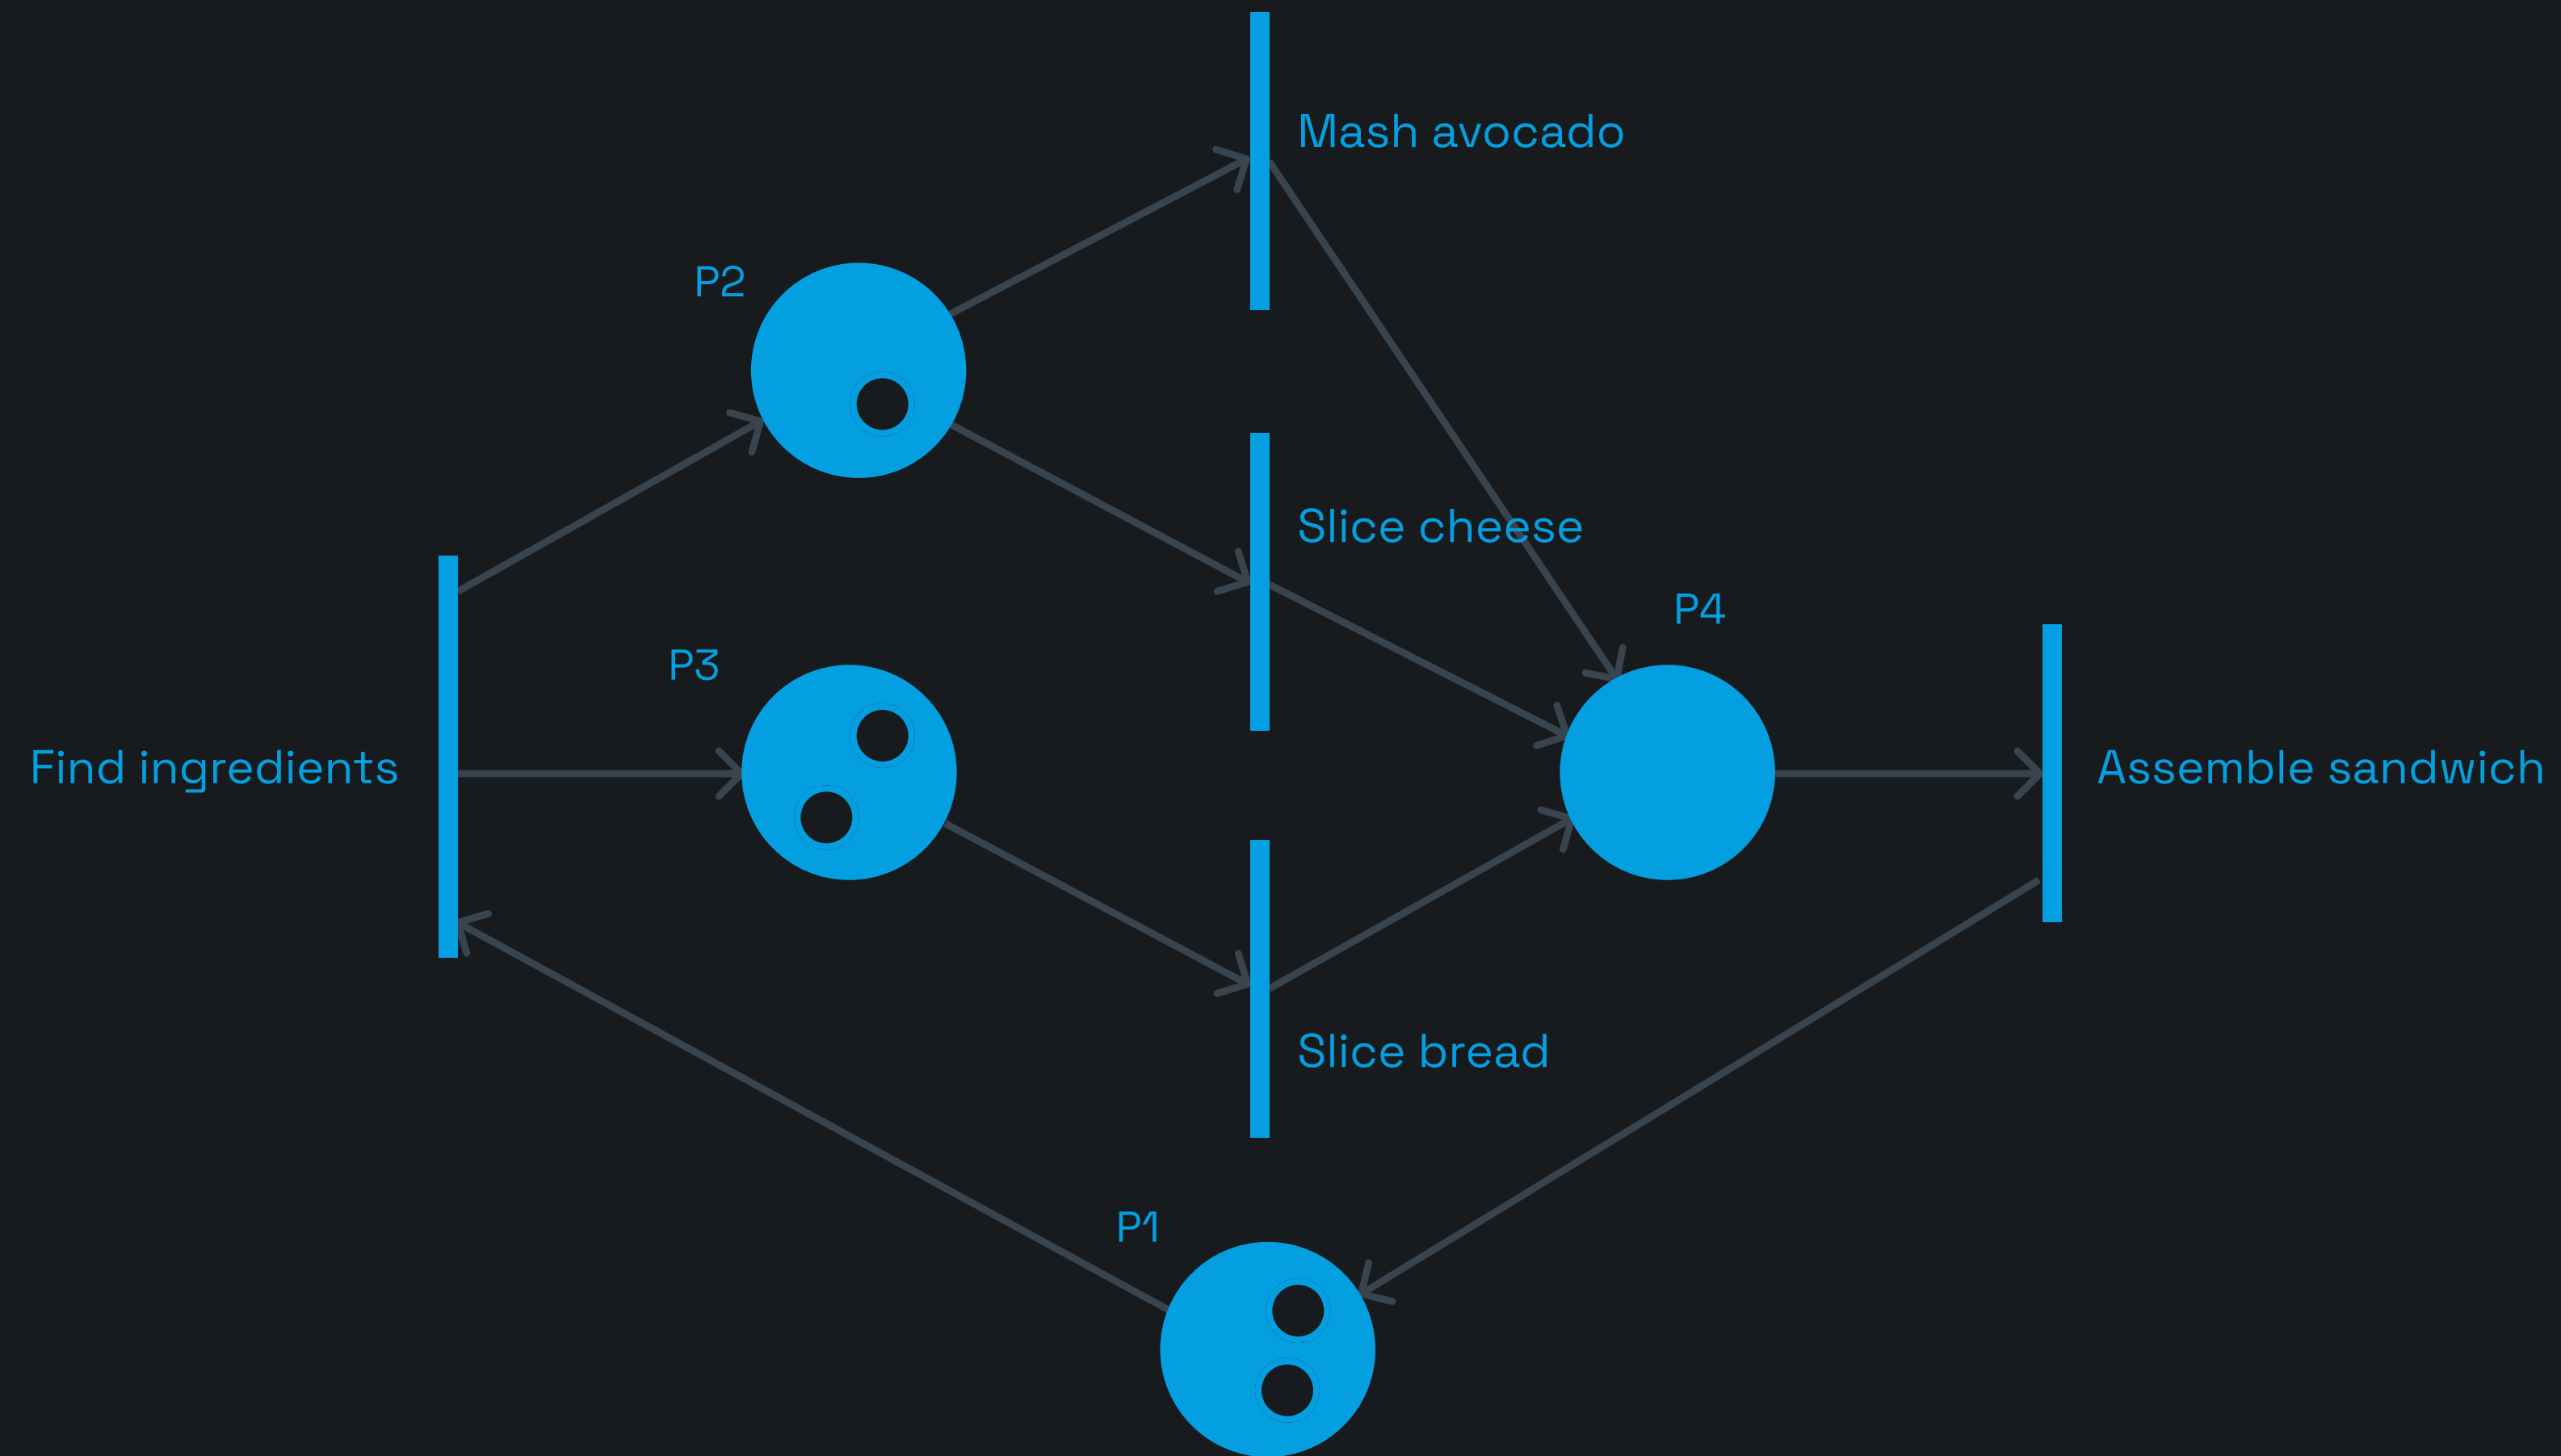 Mash avocado
P2
Slice cheese
P4
P3
Find ingredients
Assemble sandwich
Slice bread
P1